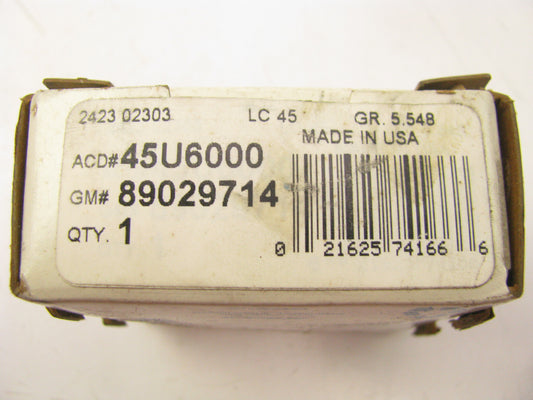 2423 02303 LC 45 GR. 5.548
MADE IN USA
ACD# 45U6000
GM# 89029714
QTY. 1
0 21625 74166 6